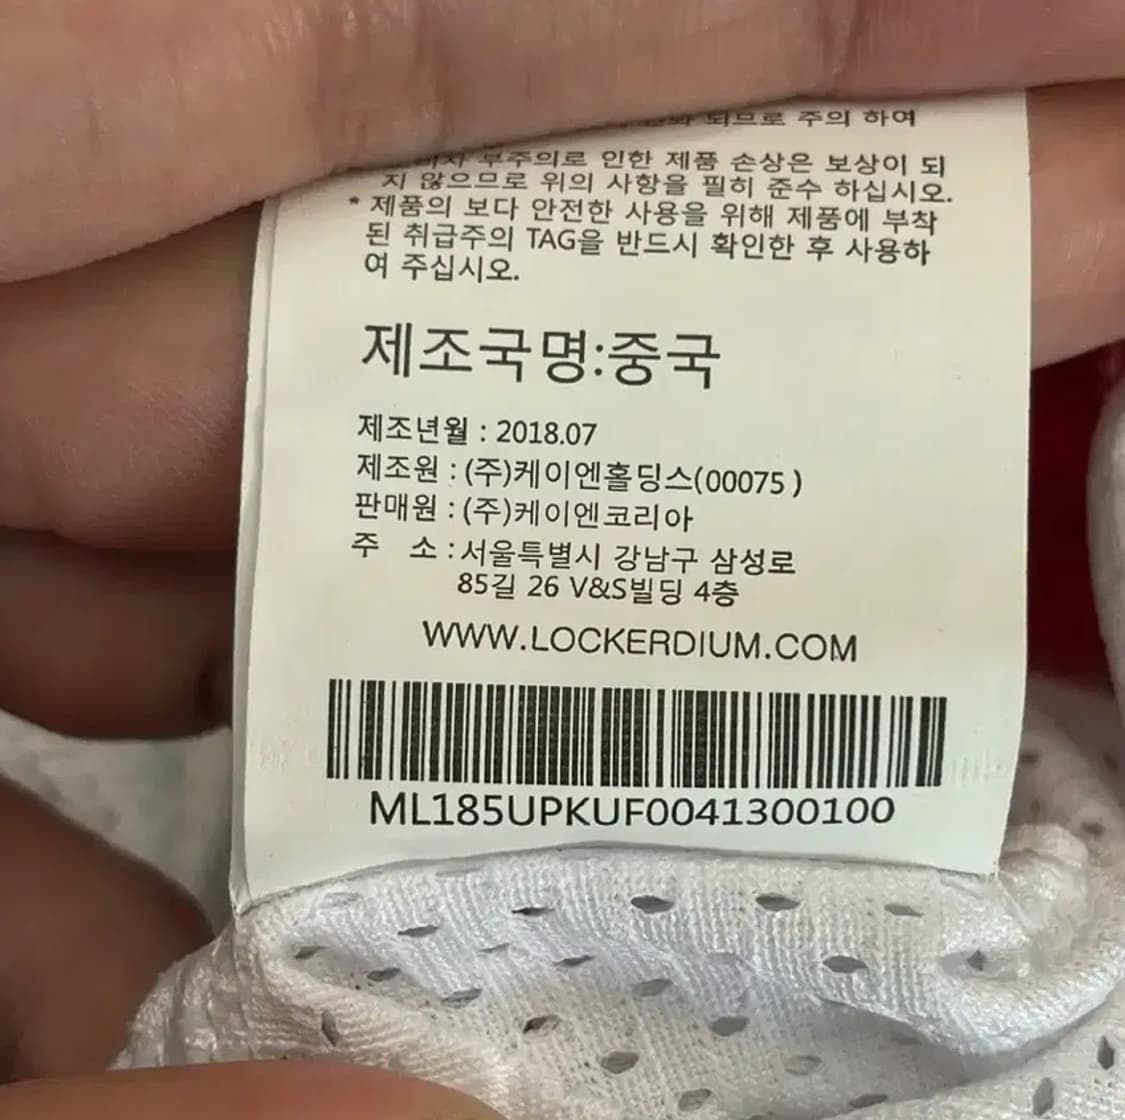 되므로 주의 하여
부주의로 인한 제품 손상은 보상이 되
지 않으므로 위의 사항을 필히 준수 하십시오.
* 제품의 보다 안전한 사용을 위해 제품에 부착
된 취급주의 TAG을 반드시 확인한 후 사용하
여 주십시오.
제조국명:중국
제조년월 : 2018.07
제조원 : (주)케이엔홀딩스(00075 )
판매원 : (주)케이엔코리아
주 소 : 서울특별시 강남구 삼성로
85길 26 V&S빌딩 4층
WWW.LOCKERDIUM.COM
ML185UPKUF0041300100